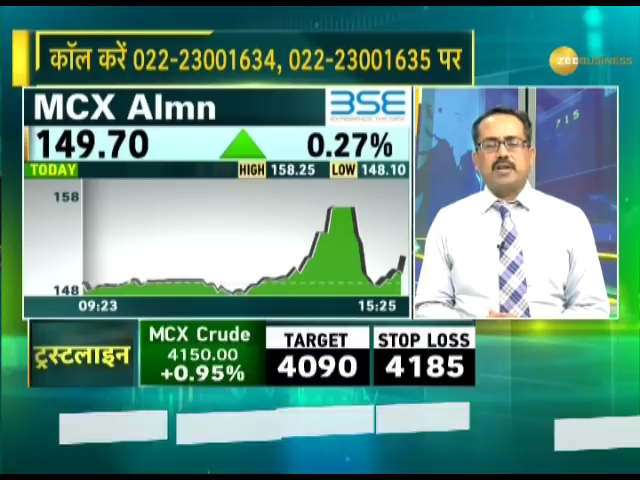 कॉल करें 022-23001634, 022-23001635 पर
ZEEBUSINESS
MCX Almn
BSE
149.70 0.27%
TODAY HIGH 158.25 LOW 148.10
158
148
09:23 15:25
715
ट्रस्टलाइन
MCX Crude
4150.00
+0.95%
TARGET
4090
STOP LOSS
4185